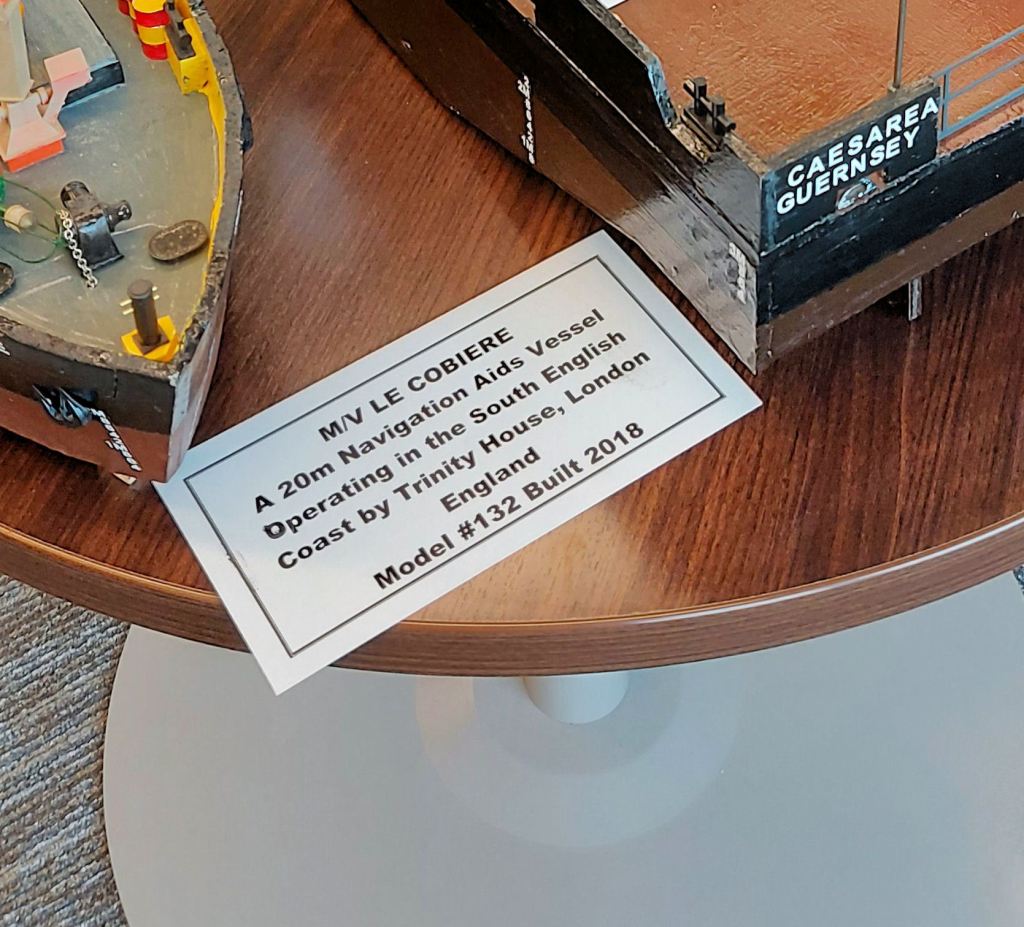 CAESAREA
GUERNSEY
M/V LE COBIERE
A 20m Navigation Aids Vessel
Operating in the South English
Coast by Trinity House, London
England
Model #132 Built 2018